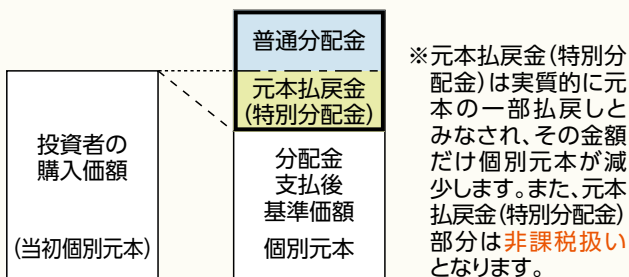 普通分配金
元本払戻金
(特別分配金)
投資者の
購入価額
(当初個別元本)
分配金
支払後
基準価額
個別元本
※元本払戻金(特別分
配金)は実質的に元
本の一部払戻しと
みなされ、その金額
だけ個別元本が減
少します。また、元本
払戻金(特別分配金)
部分は非課税扱い
となります。